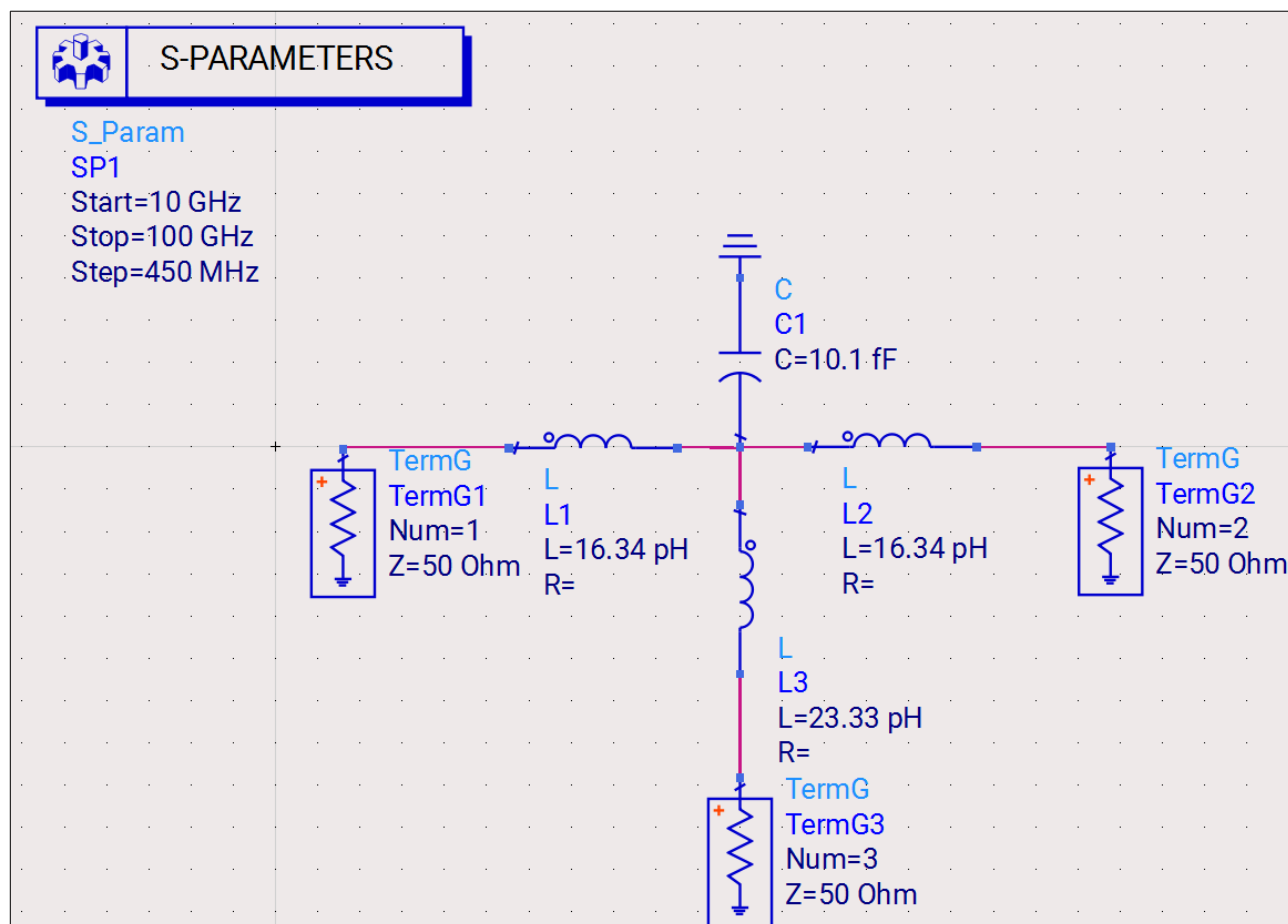 S-PARAMETERS
S_Param
SP1
Start=10 GHz
Stop=100 GHz
Step=450 MHz
C
C1
C=10.1 fF
TermG
TermG1
Num=1
Z=50 Ohm
L
L1
L=16.34 pH
R=
L
L2
L=16.34 pH
R=
TermG
TermG2
Num=2
Z=50 Ohm
L
L3
L=23.33 pH
R=
TermG
TermG3
Num=3
Z=50 Ohm